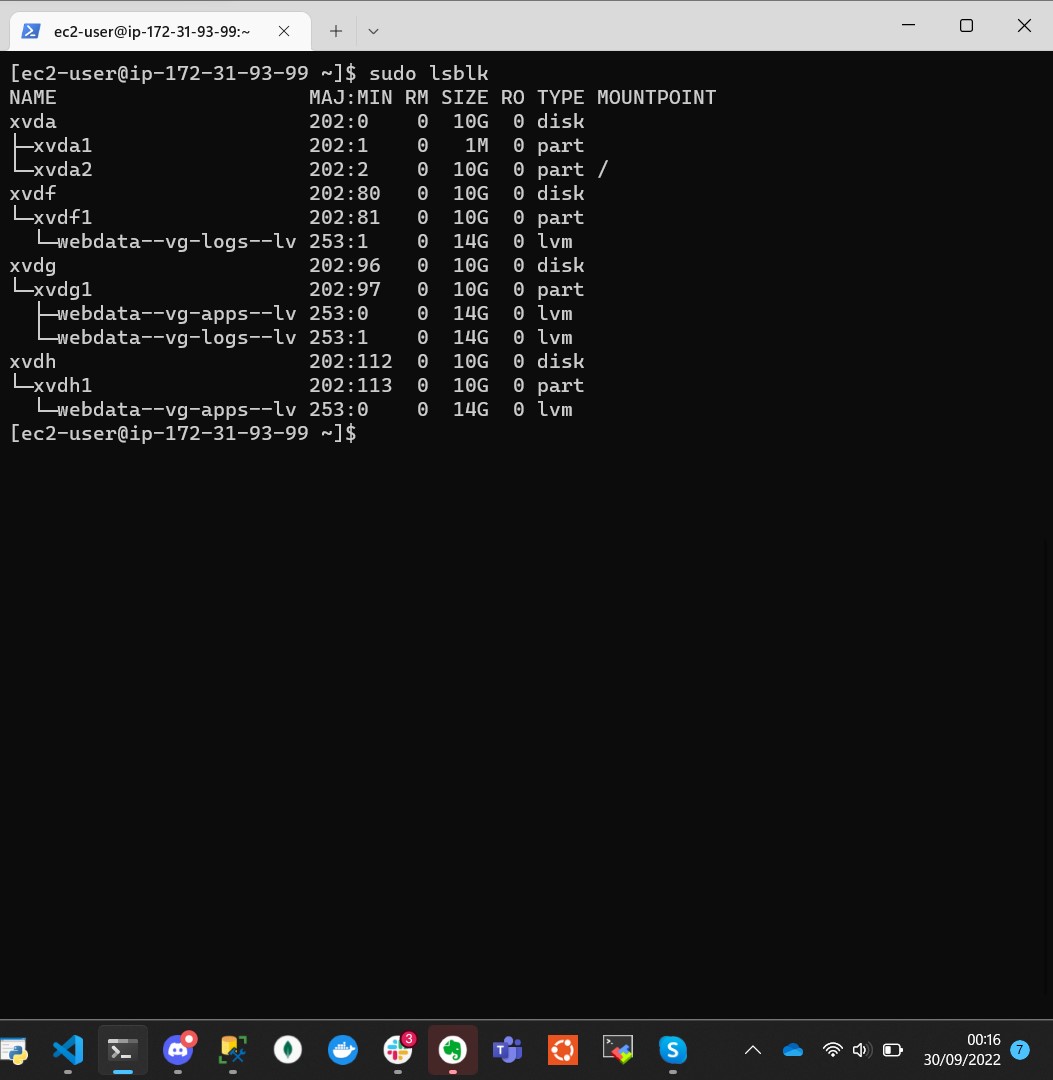 ec2-user@ip-172-31-93-99:~
[ec2-user@ip-172-31-93-99 ~]$ sudo lsblk
NAME                     MAJ:MIN RM SIZE RO TYPE MOUNTPOINT
xvda                     202:0    0  10G  0 disk
├─xvda1                  202:1    0   1M  0 part
└─xvda2                  202:2    0  10G  0 part /
xvdf                     202:80   0  10G  0 disk
└─xvdf1                  202:81   0  10G  0 part
  └─webdata--vg-logs--lv 253:1    0  14G  0 lvm
xvdg                     202:96   0  10G  0 disk
└─xvdg1                  202:97   0  10G  0 part
  ├─webdata--vg-apps--lv 253:0    0  14G  0 lvm
  └─webdata--vg-logs--lv 253:1    0  14G  0 lvm
xvdh                     202:112  0  10G  0 disk
└─xvdh1                  202:113  0  10G  0 part
  └─webdata--vg-apps--lv 253:0    0  14G  0 lvm
[ec2-user@ip-172-31-93-99 ~]$
3
00:16
30/09/2022
7